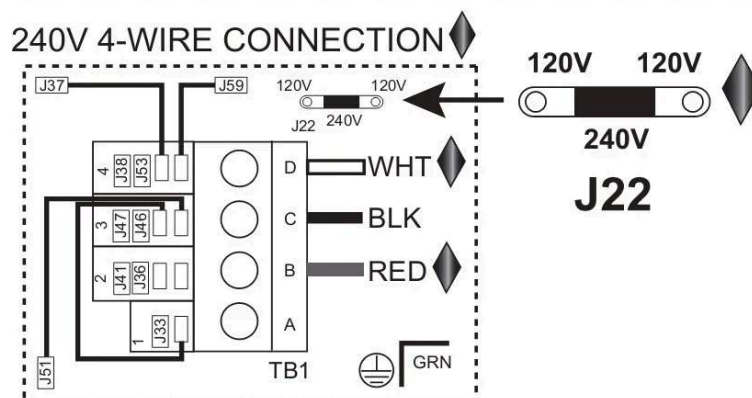 240V 4-WIRE CONNECTION
J37
J59
120V 120V
J22 240V
120V 120V
240V
J22
4 J38 J53 D WHT
3 J47 J46 C BLK
2 J41 J36 B RED
1 J33 A
J51
TB1
GRN